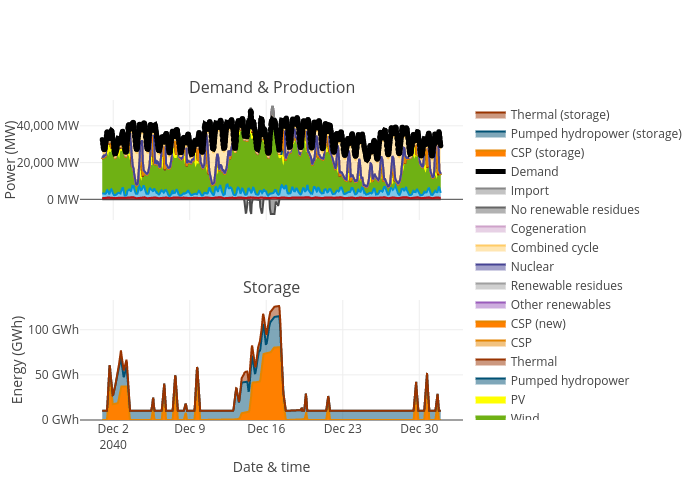 Demand & Production
Power (MW)
40,000 MW
20,000 MW
0 MW
Storage
Energy (GWh)
100 GWh
50 GWh
0 GWh
Dec 2
2040
Dec 9
Dec 16
Dec 23
Dec 30
Date & time
Thermal (storage)
Pumped hydropower (storage)
CSP (storage)
Demand
Import
No renewable residues
Cogeneration
Combined cycle
Nuclear
Renewable residues
Other renewables
CSP (new)
CSP
Thermal
Pumped hydropower
PV
Wind